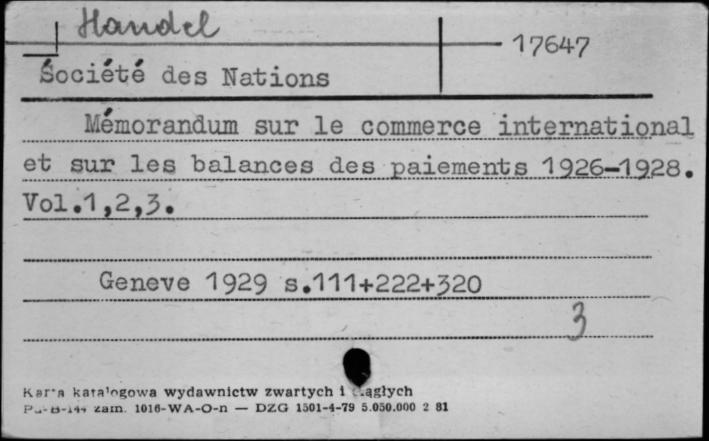 Handel
17647
Société des Nations
Mémorandum sur le commerce international
et sur les balances des paiements 1926-1928.
Vol.1,2,3.
Geneve 1929 s.111+222+320
3
Karta katalogowa wydawnictw zwartych i ciągłych
Pu-B-144 zam. 1016-WA-O-n — DZG 1501-4-79 5.050.000 2 81